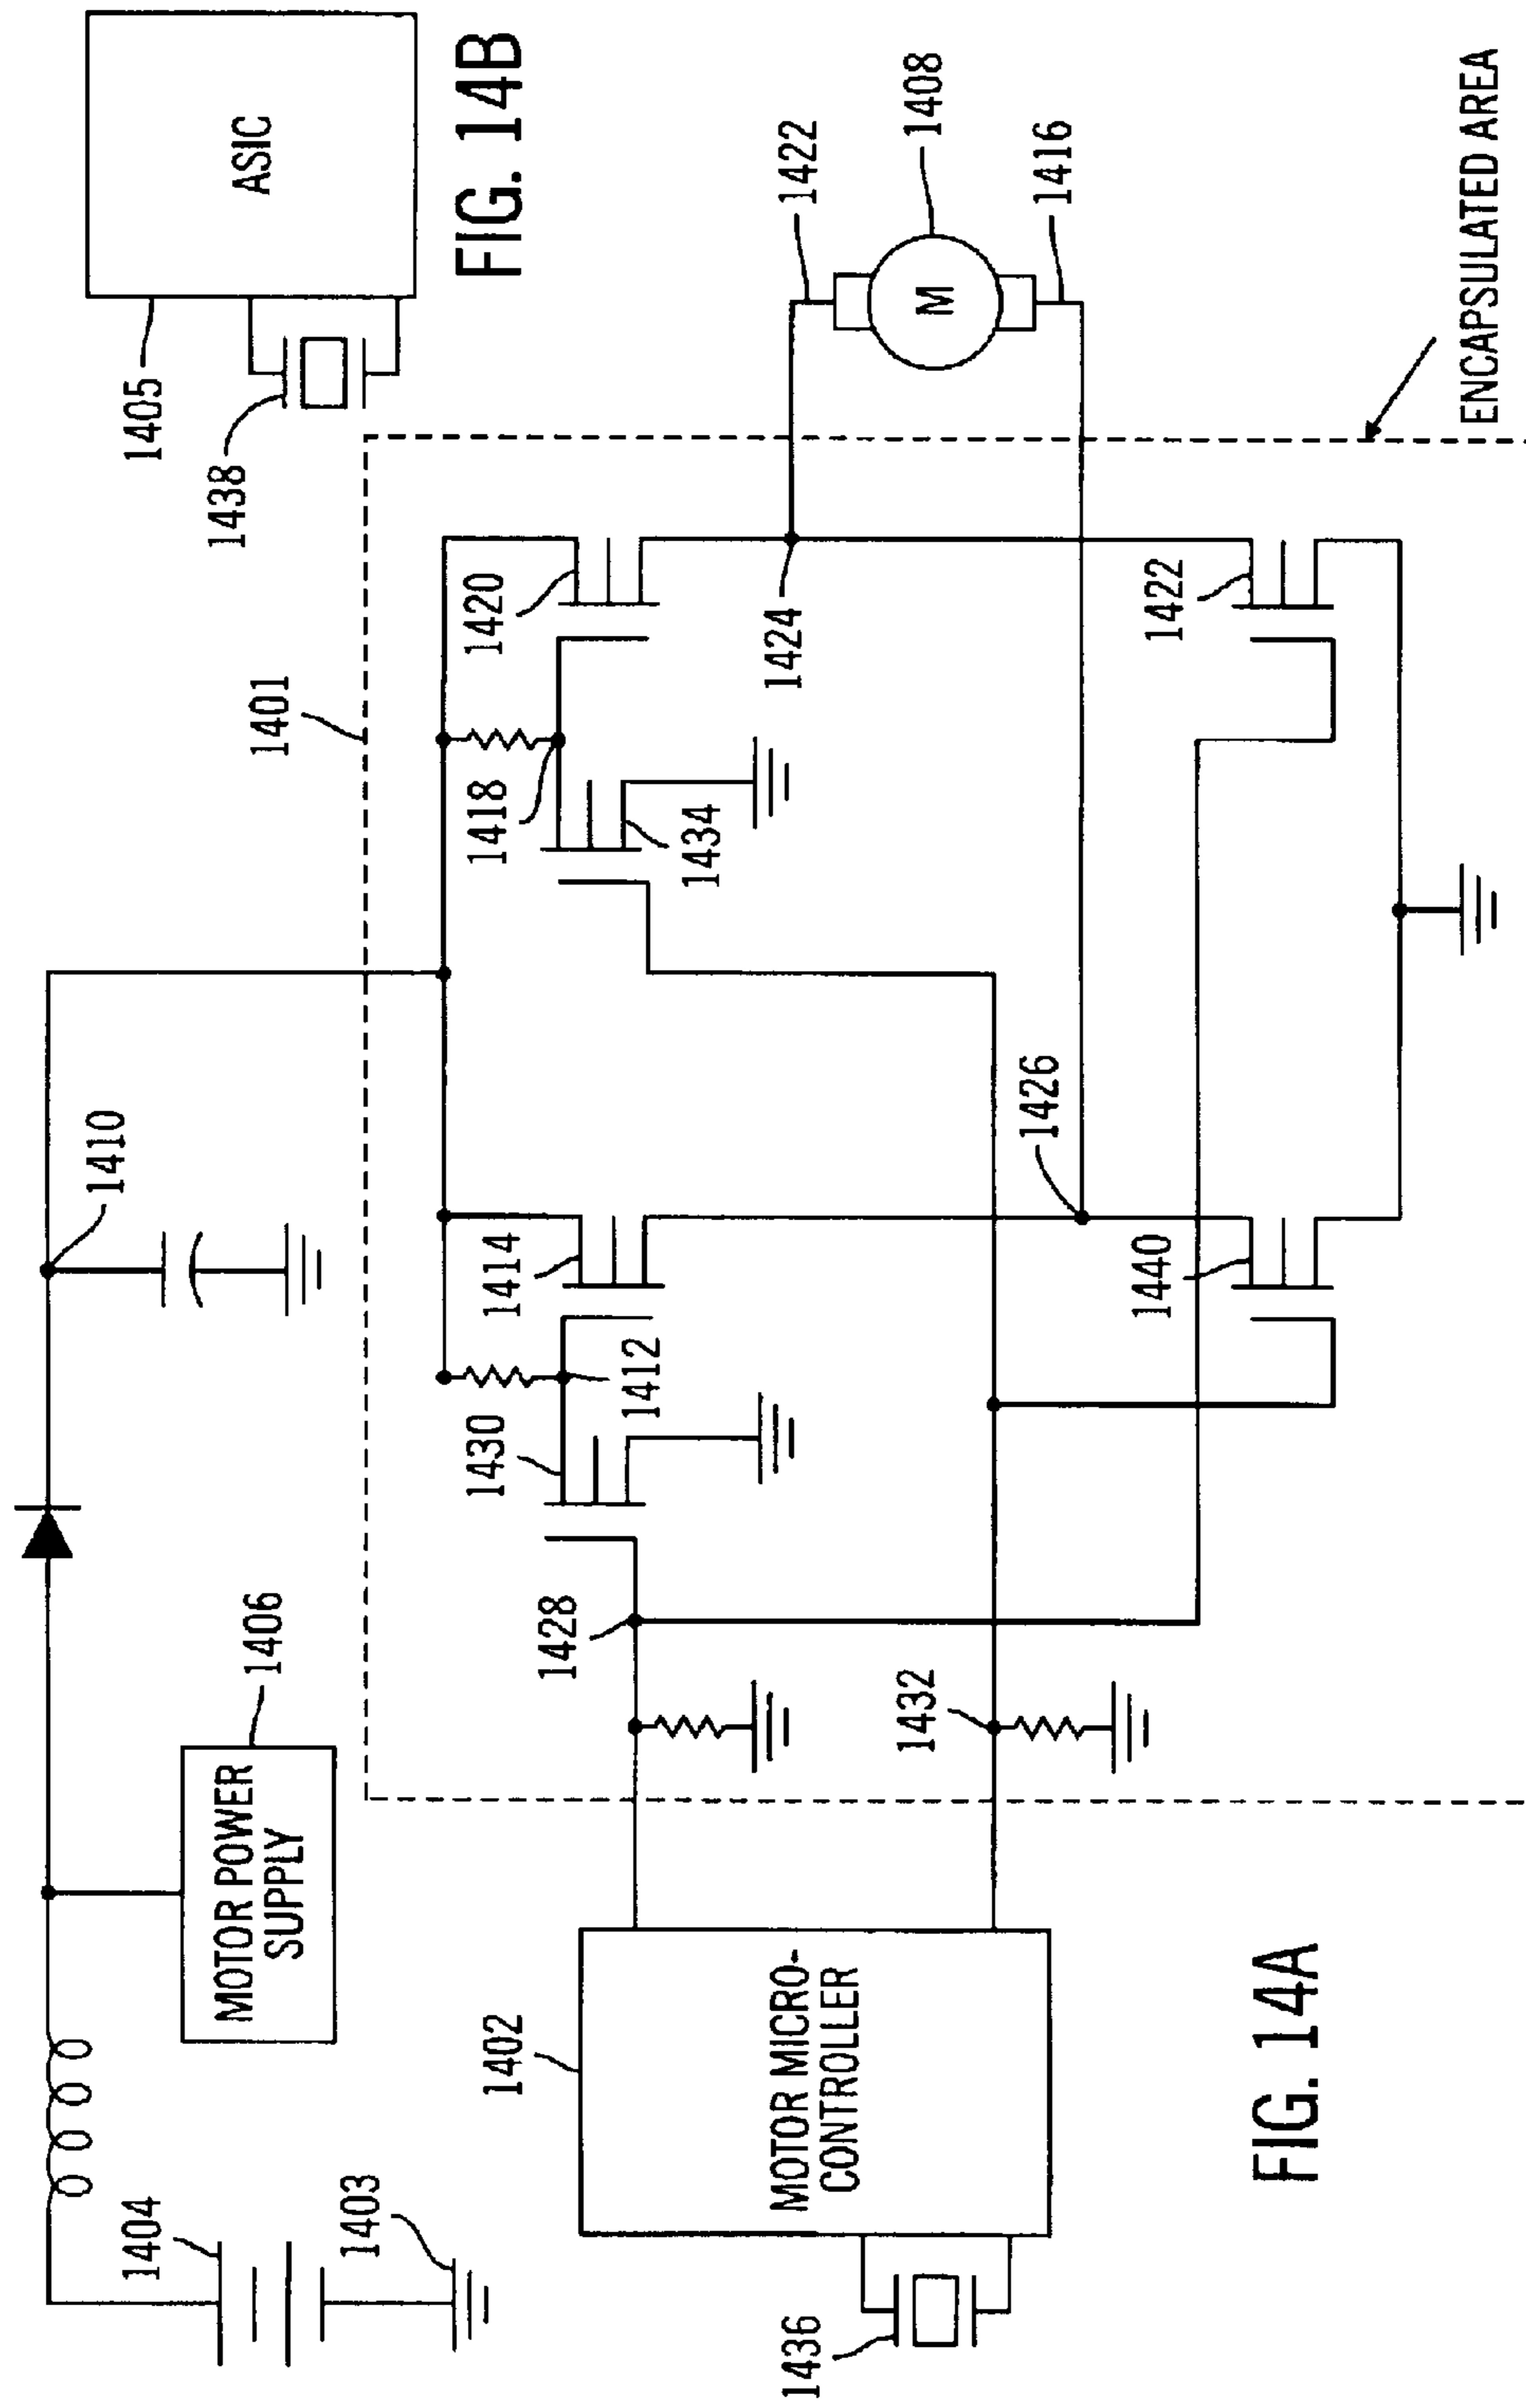 1404
1403
1406
MOTOR POWER
SUPPLY
1410
1401
1405
ASIC
1438
FIG. 14B
1402
MOTOR MICRO-
CONTROLLER
1436
1428
1432
1430
1412
1414
1426
1440
1418
1434
1420
1424
1422
1422
M
1408
1416
ENCAPSULATED AREA
FIG. 14A